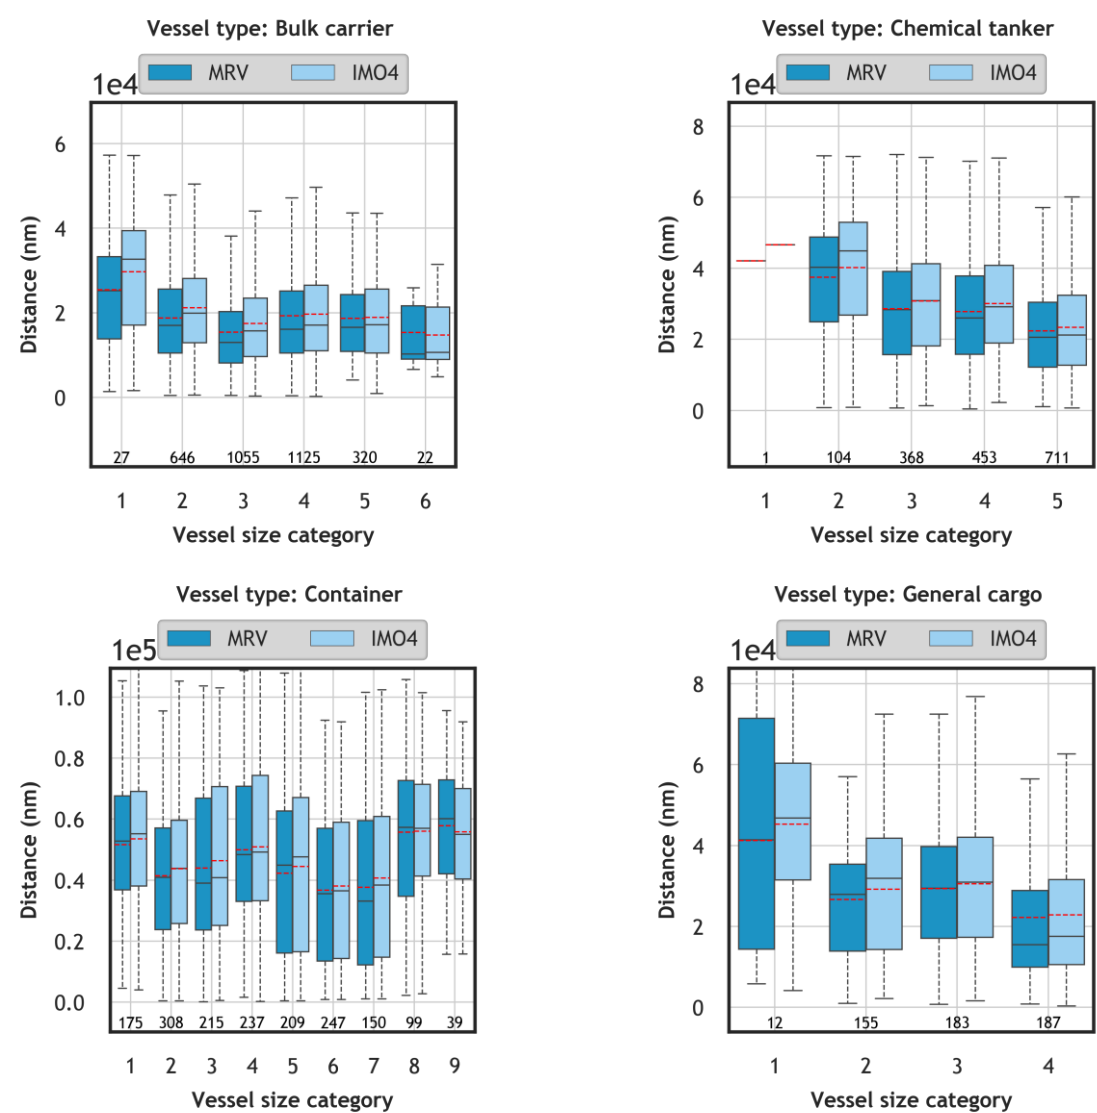 Vessel type: Bulk carrier
MRV IMO4
1e4
6
4
2
0
Distance (nm)
27 646 1055 1125 320 22
1 2 3 4 5 6
Vessel size category
Vessel type: Chemical tanker
MRV IMO4
1e4
8
6
4
2
0
Distance (nm)
1 104 368 453 711
1 2 3 4 5
Vessel size category
Vessel type: Container
MRV IMO4
1e5
1.0
0.8
0.6
0.4
0.2
0.0
Distance (nm)
175 308 215 237 209 247 150 99 39
1 2 3 4 5 6 7 8 9
Vessel size category
Vessel type: General cargo
MRV IMO4
1e4
8
6
4
2
0
Distance (nm)
12 155 183 187
1 2 3 4
Vessel size category